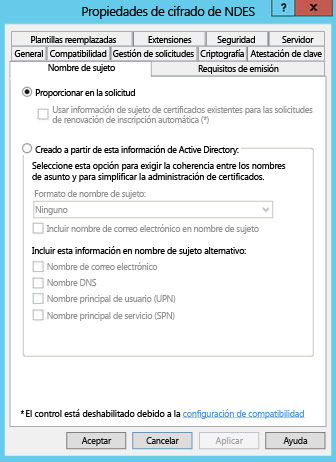 Propiedades de cifrado de NDES
?
Plantillas reemplazadas Extensiones Seguridad Servidor
General Compatibilidad Gestión de solicitudes Criptografía Atestación de clave
Nombre de sujeto Requisitos de emisión
Proporcionar en la solicitud
Usar información de sujeto de certificados existentes para las solicitudes
de renovación de inscripción automática (*)
Creado a partir de esta información de Active Directory:
Seleccione esta opción para exigir la coherencia entre los nombres
de asunto y para simplificar la administración de certificados.
Formato de nombre de sujeto:
Ninguno
Incluir nombre de correo electrónico en nombre de sujeto
Incluir esta información en nombre de sujeto alternativo:
Nombre de correo electrónico
Nombre DNS
Nombre principal de usuario (UPN)
Nombre principal de servicio (SPN)
* El control está deshabilitado debido a la configuración de compatibilidad
Aceptar Cancelar Aplicar Ayuda